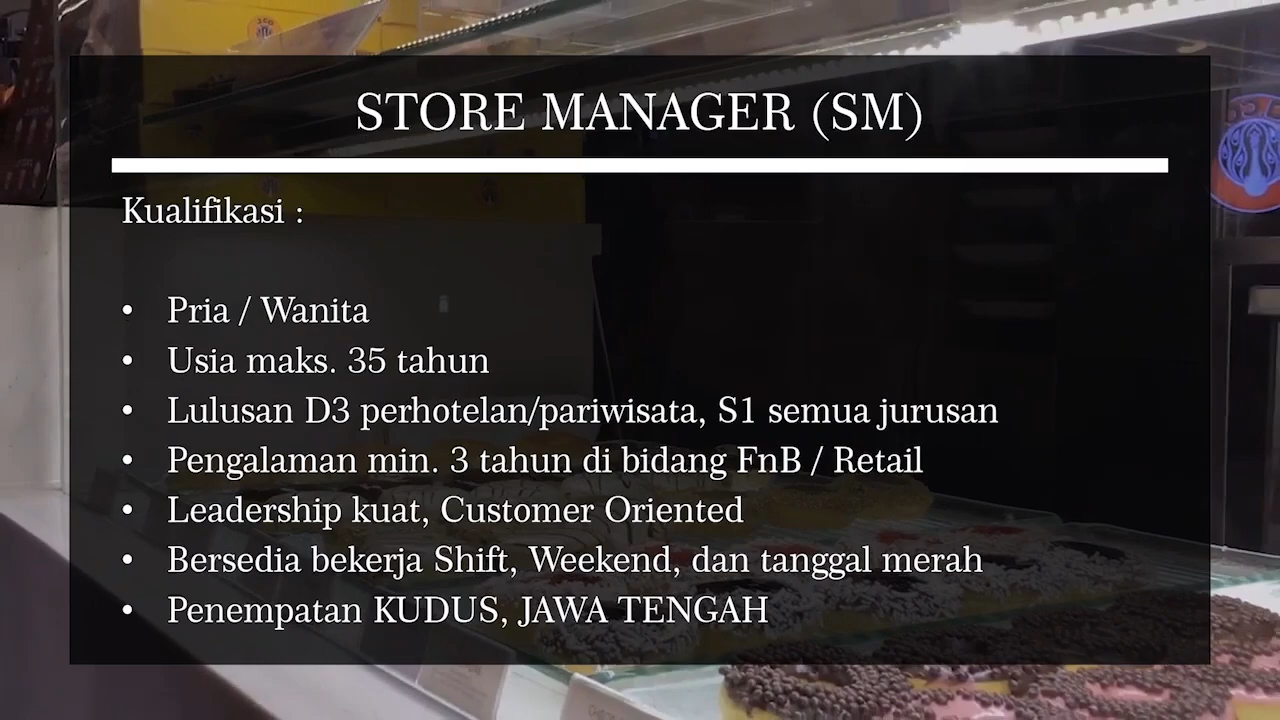 J.CO
STORE MANAGER (SM)
Kualifikasi :
• Pria / Wanita
• Usia maks. 35 tahun
• Lulusan D3 perhotelan/pariwisata, S1 semua jurusan
• Pengalaman min. 3 tahun di bidang FnB / Retail
• Leadership kuat, Customer Oriented
• Bersedia bekerja Shift, Weekend, dan tanggal merah
• Penempatan KUDUS, JAWA TENGAH